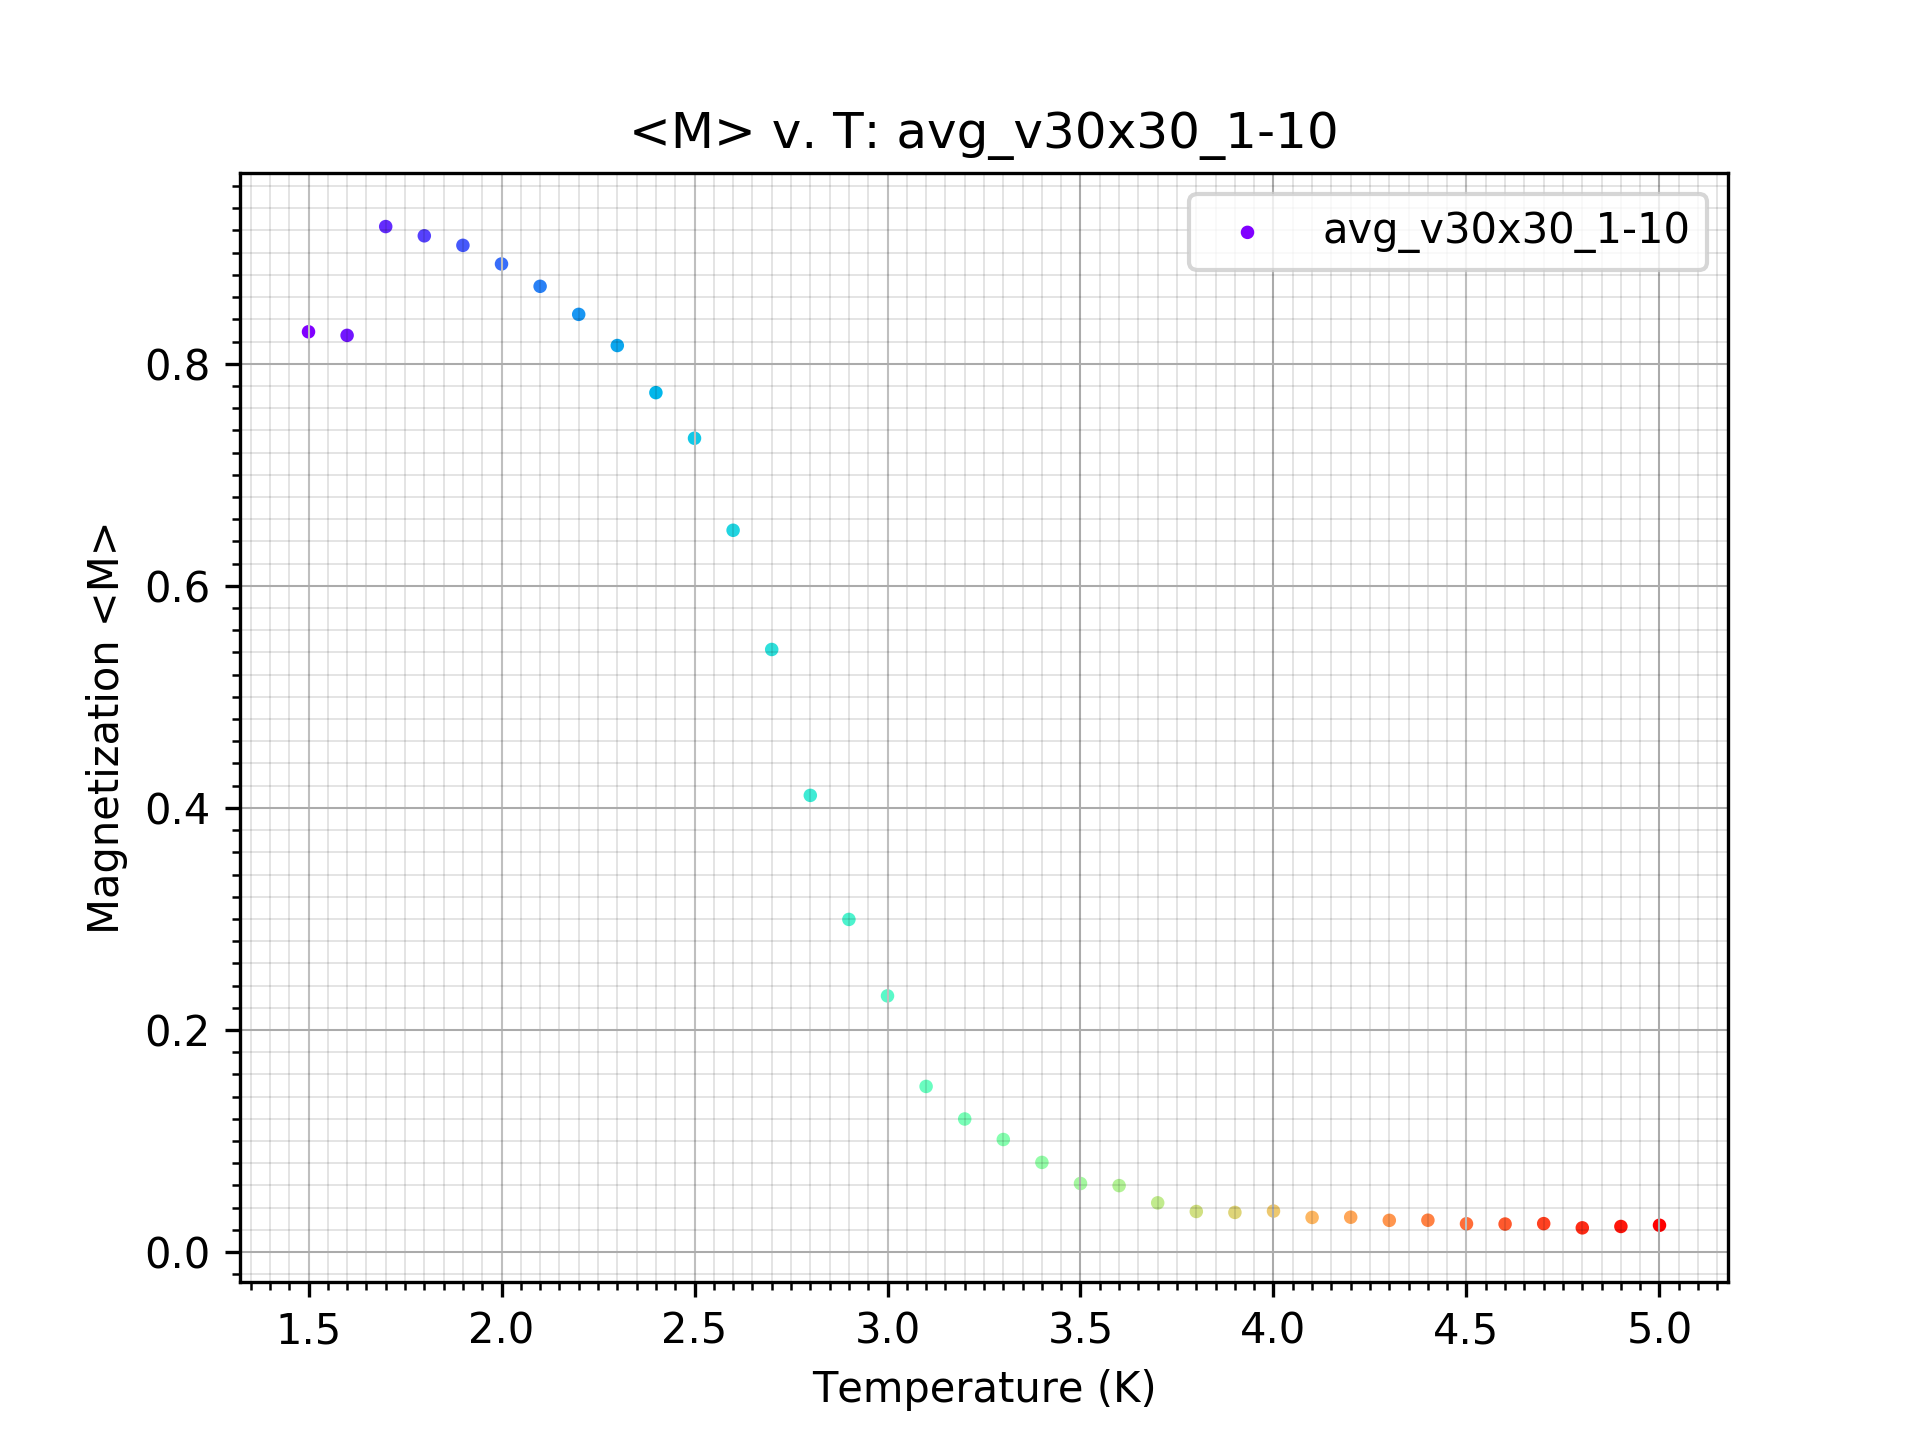 <M> v. T: avg_v30x30_1-10
avg_v30x30_1-10
Magnetization <M>
0.8
0.6
0.4
0.2
0.0
1.5 2.0 2.5 3.0 3.5 4.0 4.5 5.0
Temperature (K)